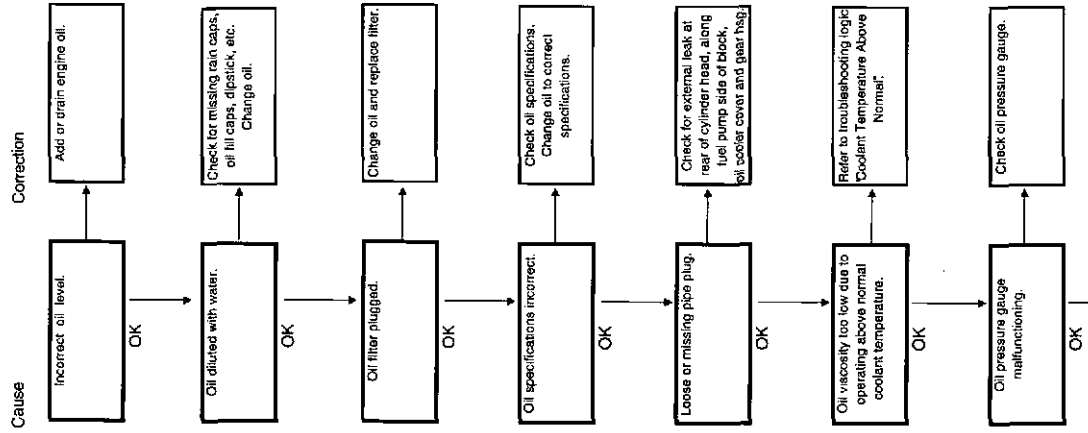 Cause
Correction
Incorrect oil level.
Add or drain engine oil.
OK
Oil diluted with water.
Check for missing rain caps,
oil fill caps, dipstick, etc.
Change oil.
OK
Oil filter plugged.
Change oil and replace filter.
OK
Oil specifications incorrect.
Check oil specifications.
Change oil to correct
specifications.
OK
Loose or missing pipe plug.
Check for external leak at
rear of cylinder head, along
fuel pump side of block,
oil cooler cover and gear hsg.
OK
Oil viscosity too low due to
operating above normal
coolant temperature.
Refer to troubleshooting logic
"Coolant Temperature Above
Normal".
OK
Oil pressure gauge
malfunctioning.
Check oil pressure gauge.
OK